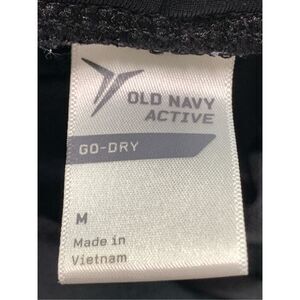 OLD NAVY
ACTIVE
GO-DRY
M
Made in
Vietnam